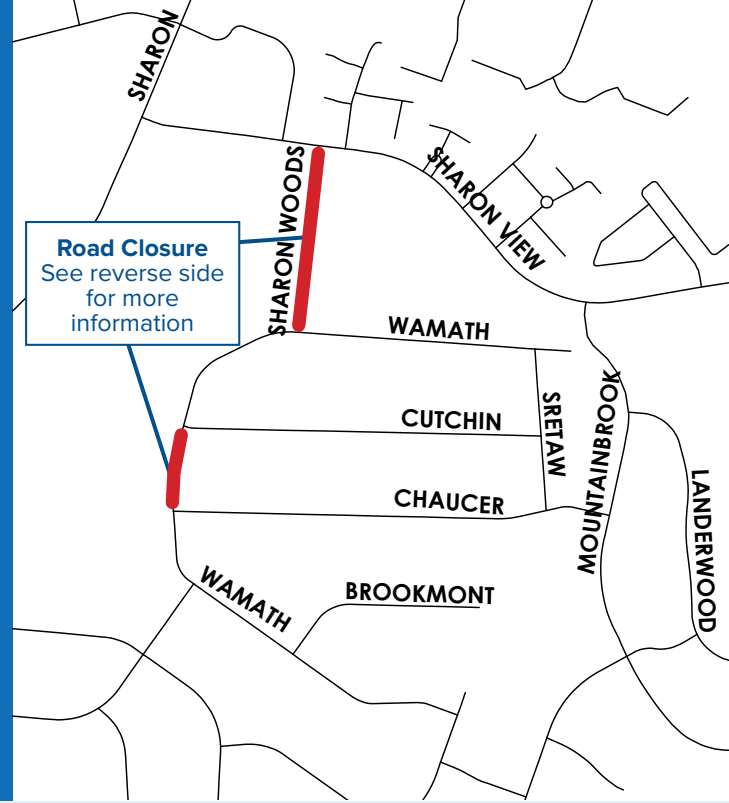 SHARON
SHARON WOODS
SHARON VIEW
Road Closure
See reverse side
for more
information
WAMATH
MOUNTAINBROOK
SRETAW
CUTCHIN
LANDERWOOD
CHAUCER
WAMATH
BROOKMONT